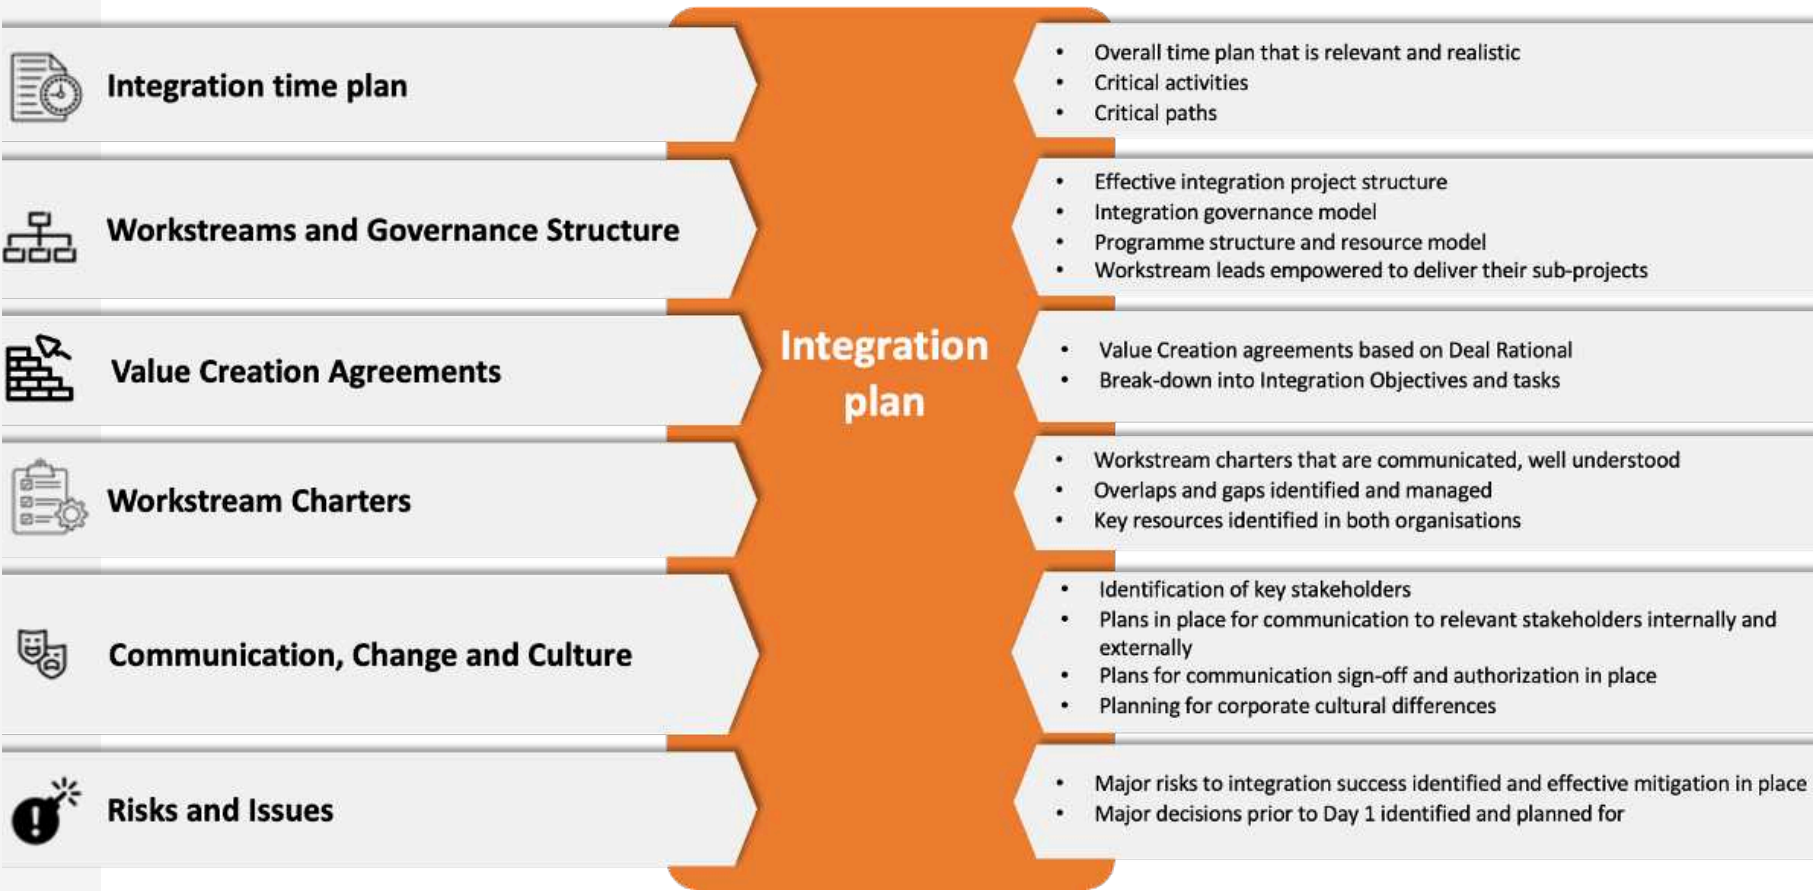 Integration time plan
• Overall time plan that is relevant and realistic
• Critical activities
• Critical paths
Workstreams and Governance Structure
• Effective integration project structure
• Integration governance model
• Programme structure and resource model
• Workstream leads empowered to deliver their sub-projects
Integration
plan
Value Creation Agreements
• Value Creation agreements based on Deal Rational
• Break-down into Integration Objectives and tasks
Workstream Charters
• Workstream charters that are communicated, well understood
• Overlaps and gaps identified and managed
• Key resources identified in both organisations
Communication, Change and Culture
• Identification of key stakeholders
• Plans in place for communication to relevant stakeholders internally and
externally
• Plans for communication sign-off and authorization in place
• Planning for corporate cultural differences
Risks and Issues
• Major risks to integration success identified and effective mitigation in place
• Major decisions prior to Day 1 identified and planned for